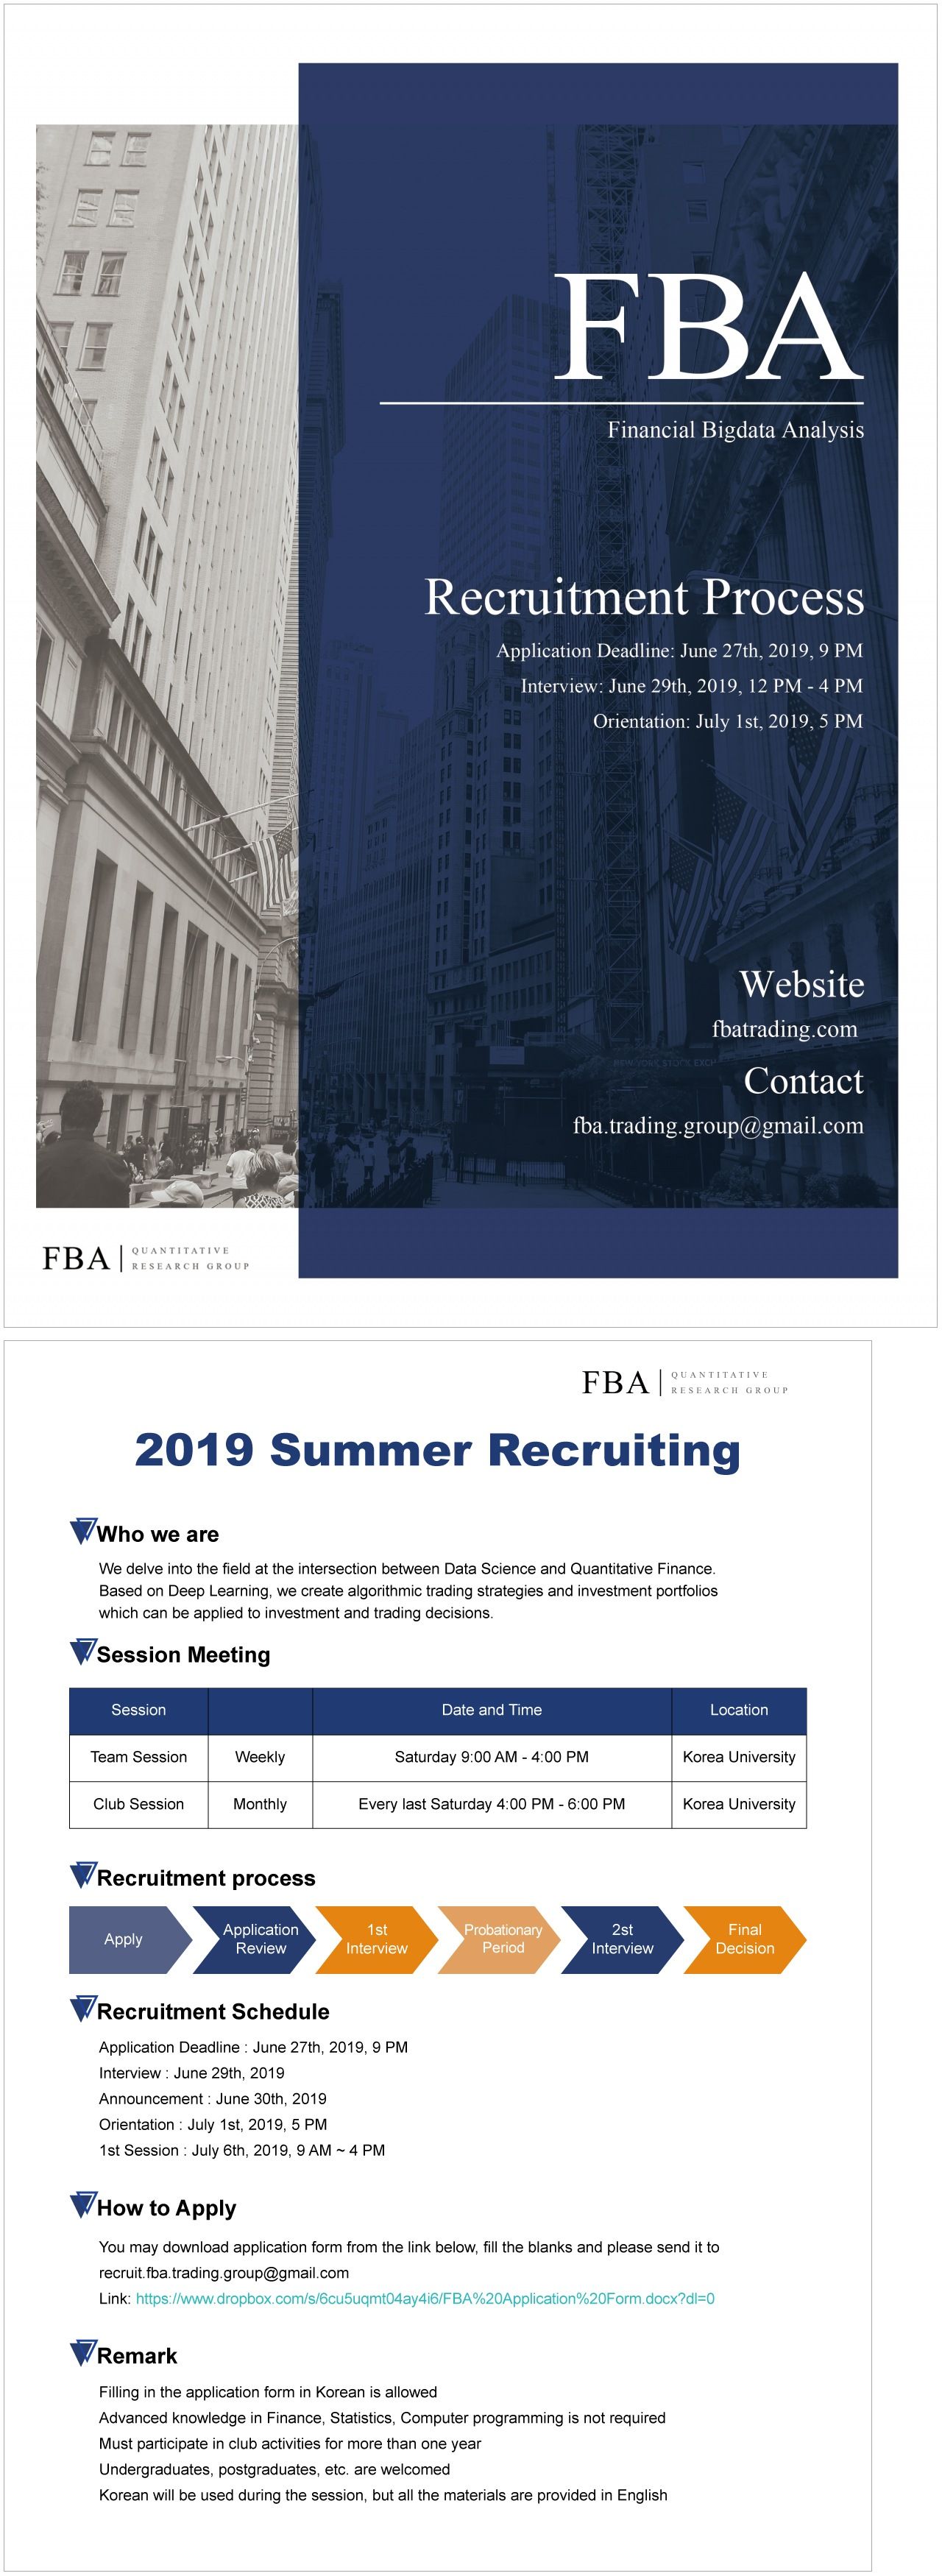 FBA
Financial Bigdata Analysis
Recruitment Process
Application Deadline: June 27th, 2019, 9 PM
Interview: June 29th, 2019, 12 PM - 4 PM
Orientation: July 1st, 2019, 5 PM
NEW YORK STOCK EXCH
Website
fbatrading.com
Contact
fba.trading.group@gmail.com
FBA | QUANTITATIVE
RESEARCH GROUP
FBA | QUANTITATIVE
RESEARCH GROUP
2019 Summer Recruiting
Who we are
We delve into the field at the intersection between Data Science and Quantitative Finance.
Based on Deep Learning, we create algorithmic trading strategies and investment portfolios
which can be applied to investment and trading decisions.
Session Meeting
Session Date and Time Location
Team Session Weekly Saturday 9:00 AM - 4:00 PM Korea University
Club Session Monthly Every last Saturday 4:00 PM - 6:00 PM Korea University
Recruitment process
Apply
Application
Review
1st
Interview
Probationary
Period
2st
Interview
Final
Decision
Recruitment Schedule
Application Deadline : June 27th, 2019, 9 PM
Interview : June 29th, 2019
Announcement : June 30th, 2019
Orientation : July 1st, 2019, 5 PM
1st Session : July 6th, 2019, 9 AM ~ 4 PM
How to Apply
You may download application form from the link below, fill the blanks and please send it to
recruit.fba.trading.group@gmail.com
Link: https://www.dropbox.com/s/6cu5uqmt04ay4i6/FBA%20Application%20Form.docx?dl=0
Remark
Filling in the application form in Korean is allowed
Advanced knowledge in Finance, Statistics, Computer programming is not required
Must participate in club activities for more than one year
Undergraduates, postgraduates, etc. are welcomed
Korean will be used during the session, but all the materials are provided in English